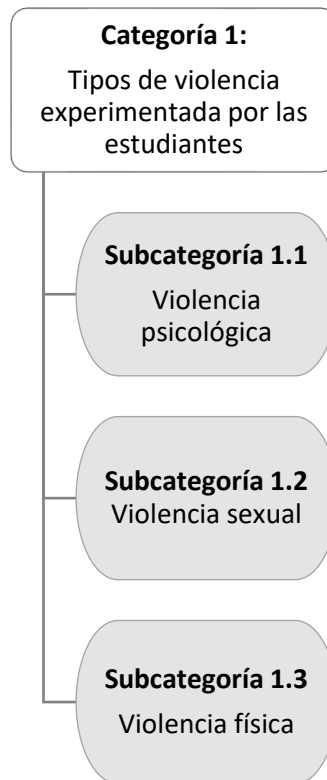 Categoría 1:
Tipos de violencia
experimentada por las
estudiantes
Subcategoría 1.1
Violencia
psicológica
Subcategoría 1.2
Violencia sexual
Subcategoría 1.3
Violencia física